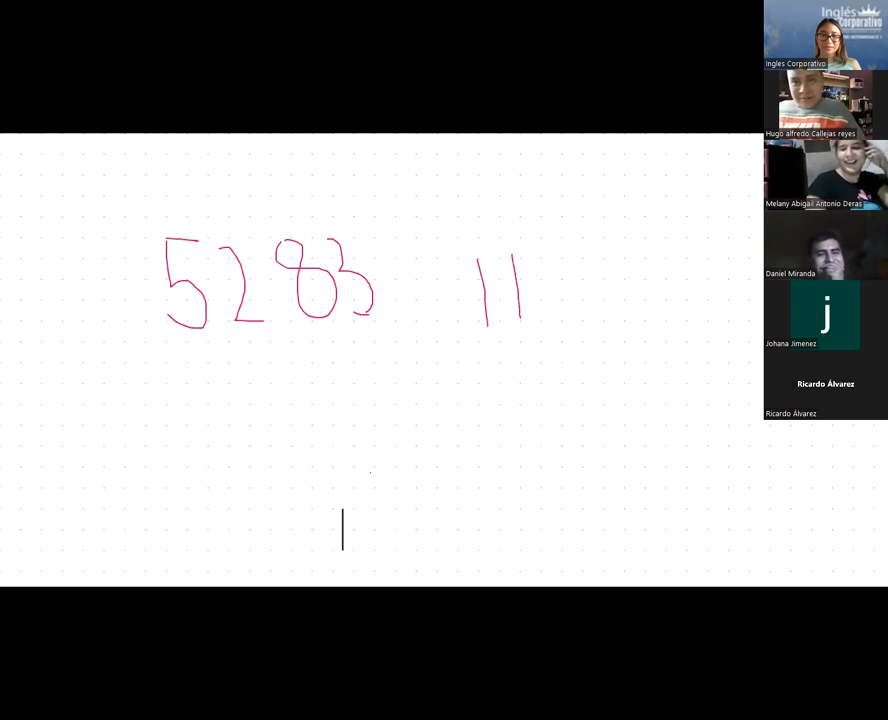 Inglés
Corporativo
Ingles Corporativo
Hugo alfredo Callejas reyes
Melany Abigail Antonio Deras
Daniel Miranda
j
Johana Jimenez
Ricardo Álvarez
Ricardo Álvarez
5283 11